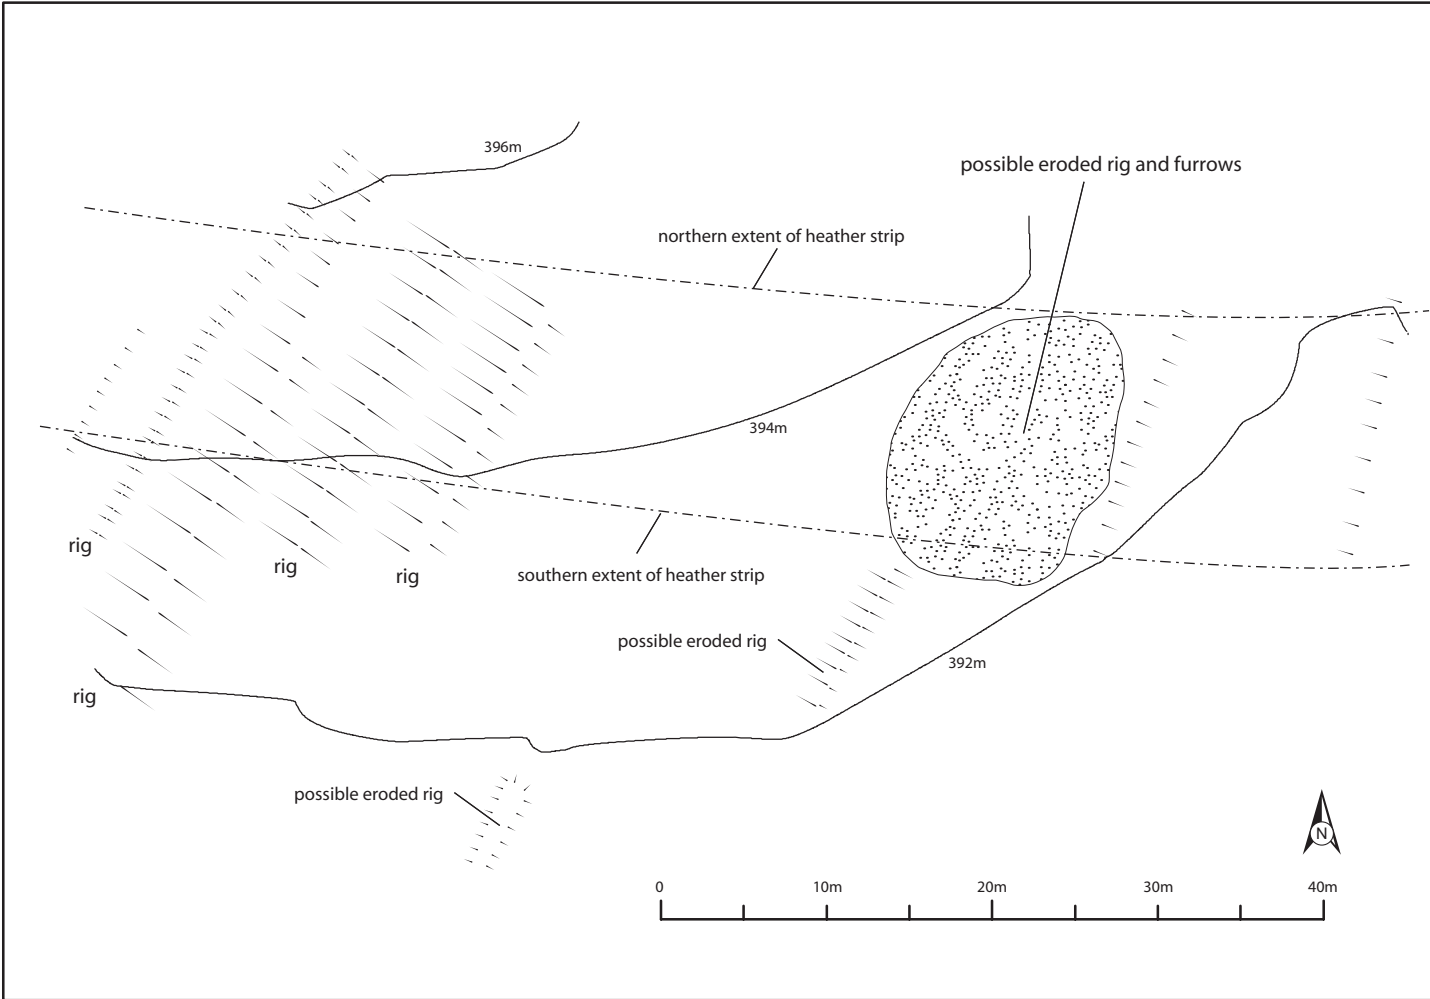 396m
possible eroded rig and furrows
northern extent of heather strip
394m
rig
rig
rig
southern extent of heather strip
possible eroded rig
392m
rig
possible eroded rig
N
0 10m 20m 30m 40m